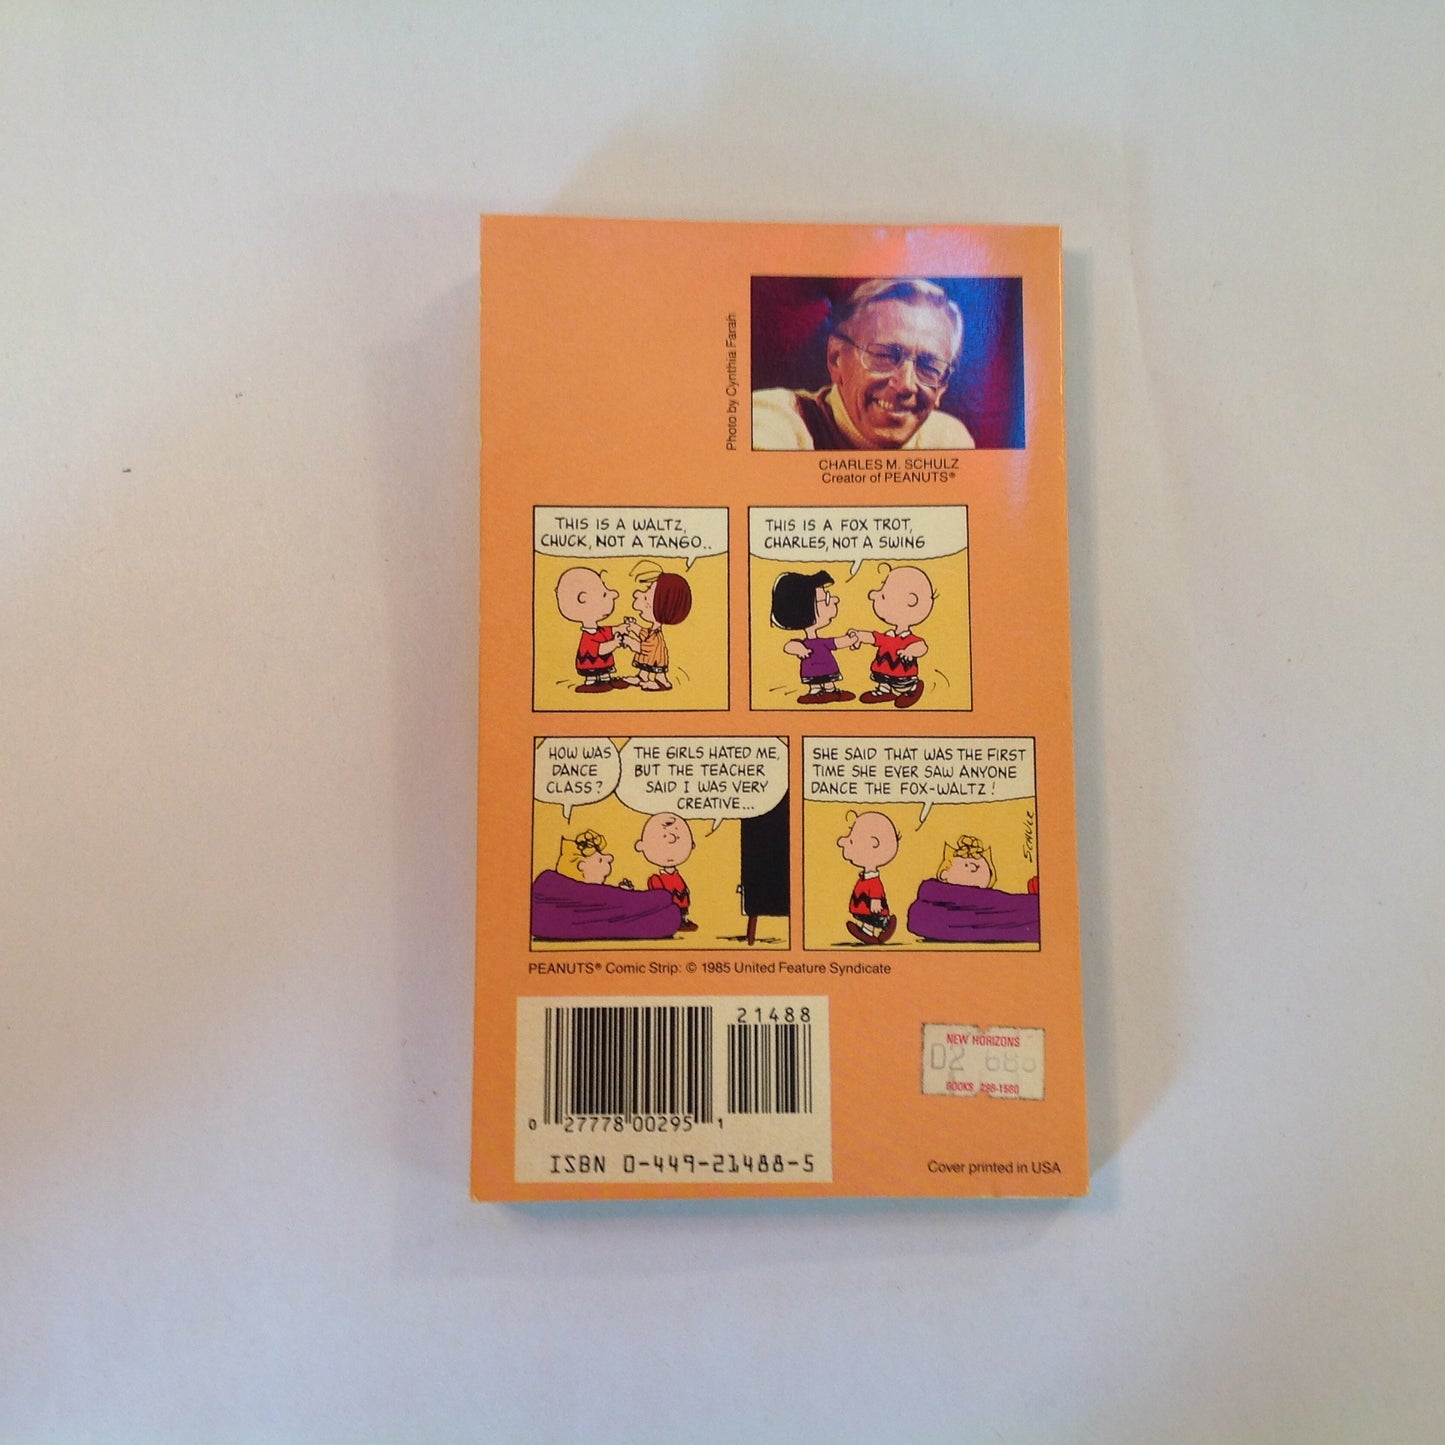 Photo by Cynthia Farah
CHARLES M. SCHULZ
Creator of PEANUTS®
THIS IS A WALTZ,
CHUCK, NOT A TANGO..
THIS IS A FOX TROT,
CHARLES, NOT A SWING
HOW WAS
DANCE
CLASS?
THE GIRLS HATED ME,
BUT THE TEACHER
SAID I WAS VERY
CREATIVE...
SHE SAID THAT WAS THE FIRST
TIME SHE EVER SAW ANYONE
DANCE THE FOX-WALTZ!
SCHULZ
PEANUTS® Comic Strip: © 1985 United Feature Syndicate
21488
0 27778 00295 1
ISBN 0-449-21488-5
NEW HORIZONS
D2
BOOKS 298-1560
Cover printed in USA